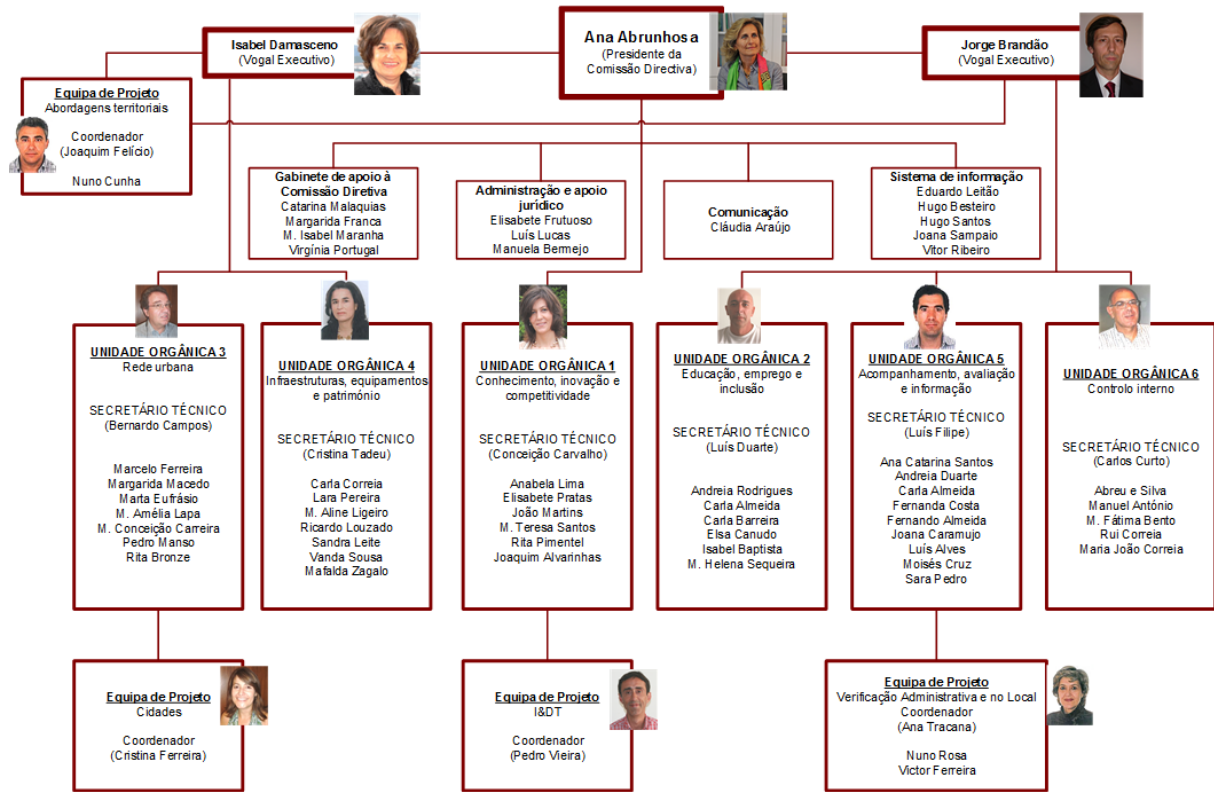 Isabel Damasceno
(Vogal Executivo)
Ana Abrunhosa
(Presidente da
Comissão Directiva)
Jorge Brandão
(Vogal Executivo)
Equipa de Projeto
Abordagens territoriais
Coordenador
(Joaquim Felício)
Nuno Cunha
Gabinete de apoio à
Comissão Diretiva
Catarina Malaquias
Margarida Franca
M. Isabel Maranha
Virgínia Portugal
Administração e apoio
jurídico
Elisabete Frutuoso
Luís Lucas
Manuela Bermejo
Comunicação
Cláudia Araújo
Sistema de informação
Eduardo Leitão
Hugo Besteiro
Hugo Santos
Joana Sampaio
Vitor Ribeiro
UNIDADE ORGÂNICA 3
Rede urbana
SECRETÁRIO TÉCNICO
(Bernardo Campos)
Marcelo Ferreira
Margarida Macedo
Marta Eufrásio
M. Amélia Lapa
M. Conceição Carreira
Pedro Manso
Rita Bronze
UNIDADE ORGÂNICA 4
Infraestruturas, equipamentos
e património
SECRETÁRIO TÉCNICO
(Cristina Tadeu)
Carla Correia
Lara Pereira
M. Aline Ligeiro
Ricardo Louzado
Sandra Leite
Vanda Sousa
Mafalda Zagalo
UNIDADE ORGÂNICA 1
Conhecimento, inovação e
competitividade
SECRETÁRIO TÉCNICO
(Conceição Carvalho)
Anabela Lima
Elisabete Pratas
João Martins
M. Teresa Santos
Rita Pimentel
Joaquim Alvarinhas
UNIDADE ORGÂNICA 2
Educação, emprego e
inclusão
SECRETÁRIO TÉCNICO
(Luís Duarte)
Andreia Rodrigues
Carla Almeida
Carla Barreira
Elsa Canudo
Isabel Baptista
M. Helena Sequeira
UNIDADE ORGÂNICA 5
Acompanhamento, avaliação
e informação
SECRETÁRIO TÉCNICO
(Luís Filipe)
Ana Catarina Santos
Andreia Duarte
Carla Almeida
Fernanda Costa
Fernando Almeida
Joana Caramujo
Luís Alves
Moisés Cruz
Sara Pedro
UNIDADE ORGÂNICA 6
Controlo interno
SECRETÁRIO TÉCNICO
(Carlos Curto)
Abreu e Silva
Manuel António
M. Fátima Bento
Rui Correia
Maria João Correia
Equipa de Projeto
Cidades
Coordenador
(Cristina Ferreira)
Equipa de Projeto
I&DT
Coordenador
(Pedro Vieira)
Equipa de Projeto
Verificação Administrativa e no Local
Coordenador
(Ana Tracana)
Nuno Rosa
Victor Ferreira